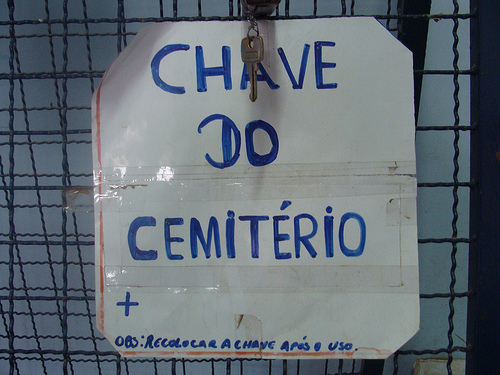 CHAVE
DO
CEMITÉRIO
+
OBS: RECOLOCAR A CHAVE APÓS O USO.